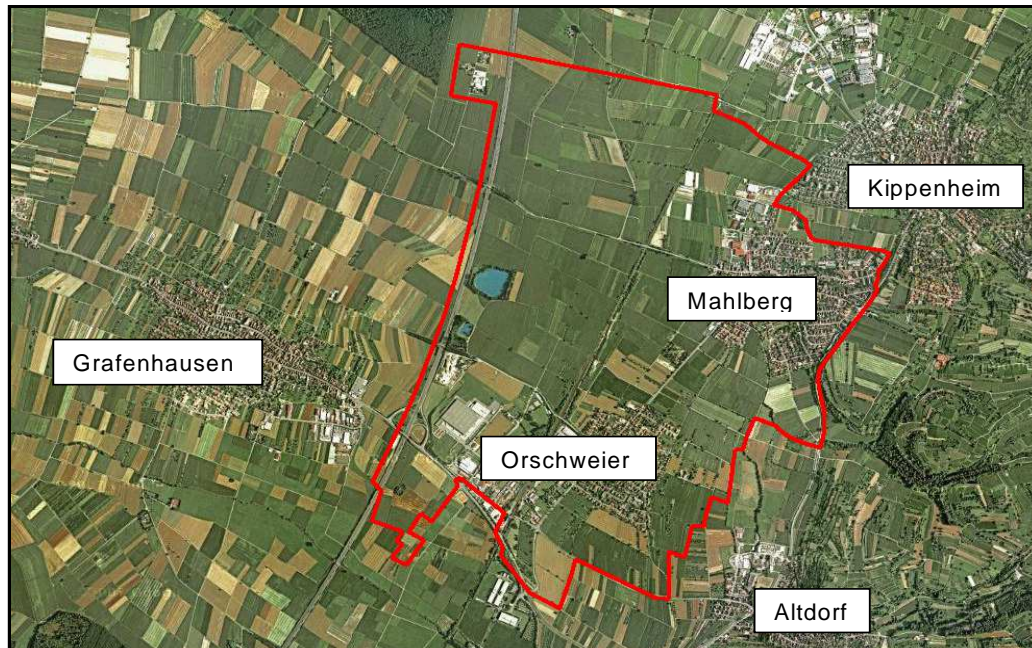 Kippenheim
Mahlberg
Grafenhausen
Orschweier
Altdorf